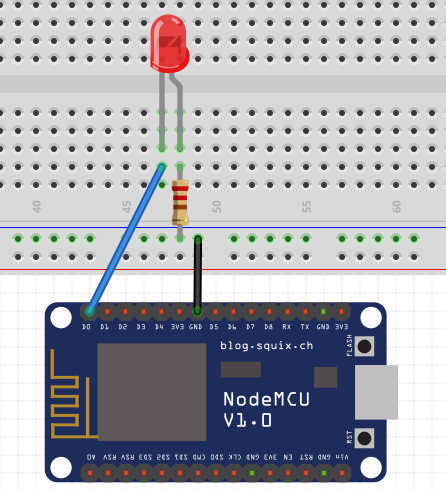 40 45 50 55 60
D0 D1 D2 D3 D4 3V3 GND D5 D6 D7 D8 RX TX GND 3V3
blog.squix.ch
FLASH
NodeMCU
V1.0
RST
A0 RSV RSV SD3 SD2 SD1 CMD SD0 CLK GND 3V3 EN RST GND Vin